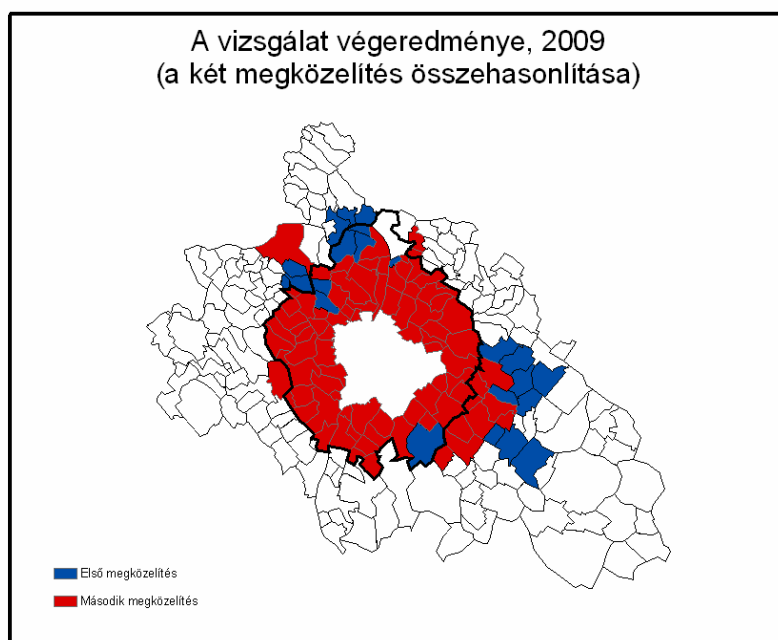 A vizsgálat végeredménye, 2009
(a két megközelítés összehasonlítása)
Első megközelítés
Második megközelítés